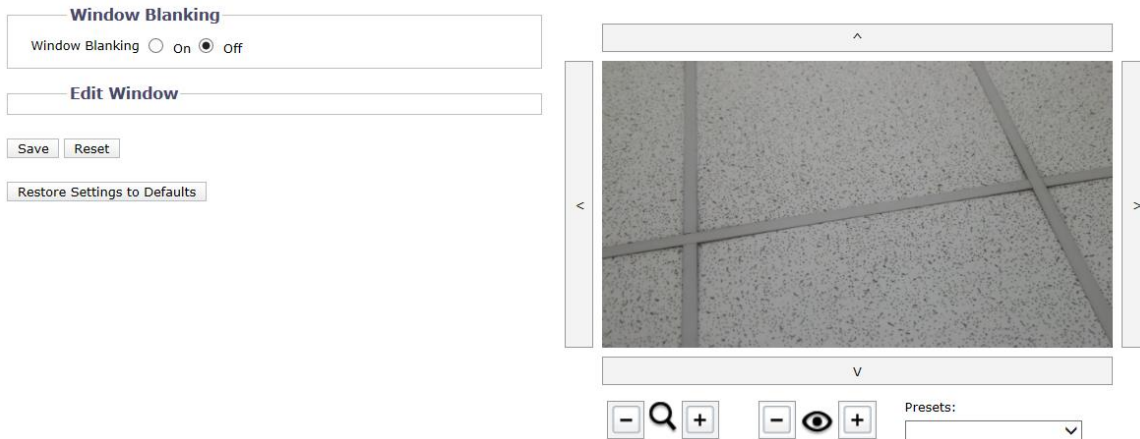 Window Blanking
Window Blanking On Off
Edit Window
Save Reset
Restore Settings to Defaults
^
<
>
v
- + - +
Presets: